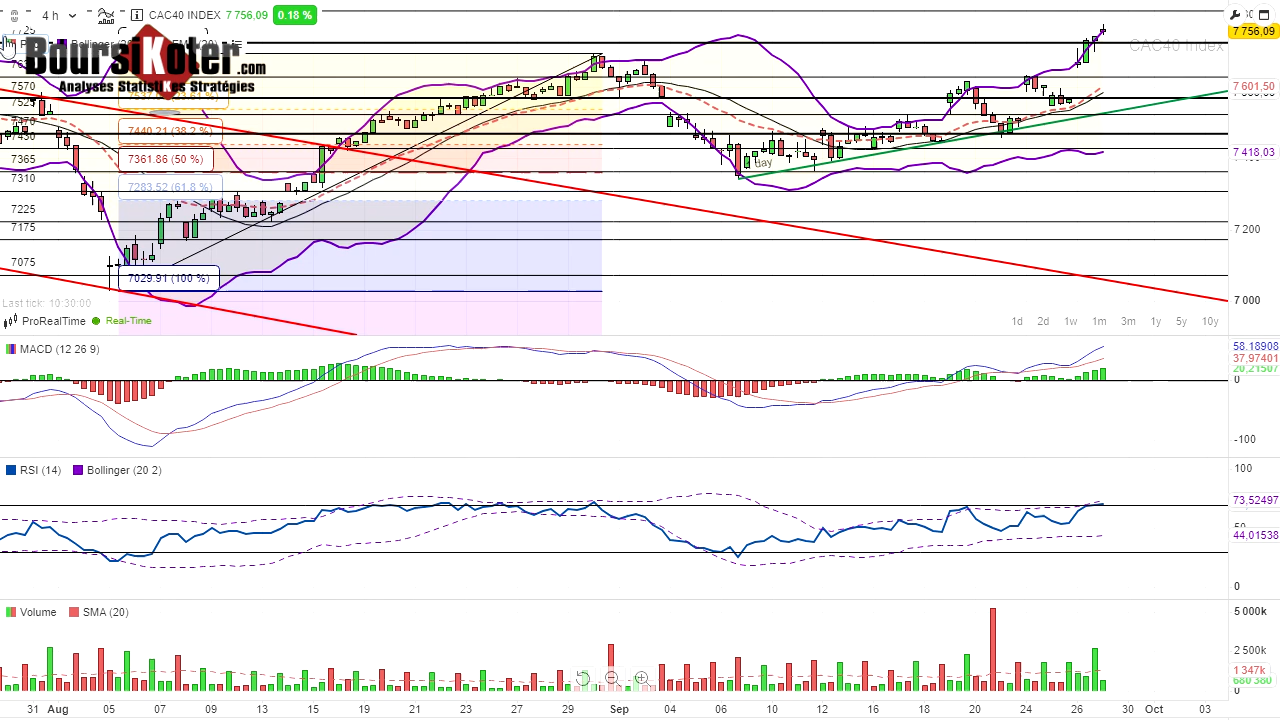 4 h CAC40 INDEX 7 756,09 0.18 %
7725
7 756,09
CAC40 Index
BoursiKoter.com
Analyses StatistiKes Stratégies
7570
7525
7 601,50
7470
7440.21 (38.2 %)
7430
7365
7361.86 (50 %)
day
7 418,03
7310
7283.52 (61.8 %)
7225
7175
7 200
7075
7029.91 (100 %)
Last tick: 10:30:00
7 000
ProRealTime Real-Time
1d 2d 1w 1m 3m 1y 5y 10y
MACD (12 26 9)
58.18908
37,97401
20,21507
0
-100
RSI (14) Bollinger (20 2)
100
73,52497
50
44.01538
0
Volume SMA (20)
5 000k
2.500k
1.347k
680 380
0
31 Aug 05 07 09 13 15 19 21 23 27 29 Sep 04 06 10 12 16 18 20 24 26 30 Oct 03